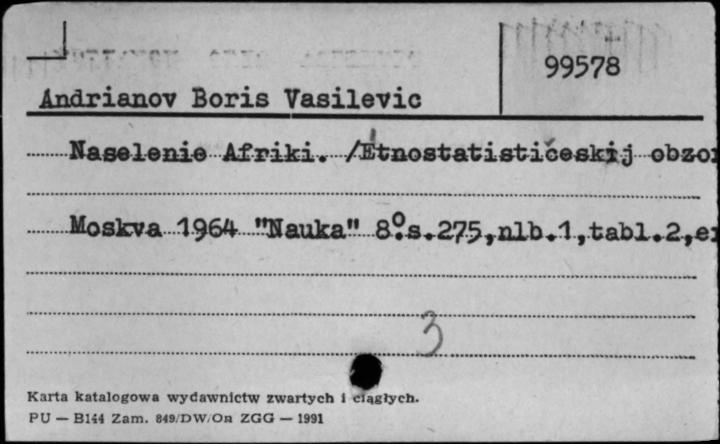 99578
Andrianov Boris Vasilevic
Naselenie Afriki. /Étnostatistićeskij obzo
Moskva 1964 "Nauka" 8° s.275,nlb.1,tabl.2,e
3
Karta katalogowa wydawnictw zwartych i ciągłych.
PU — B144 Zam. 849/DW/On ZGG — 1991